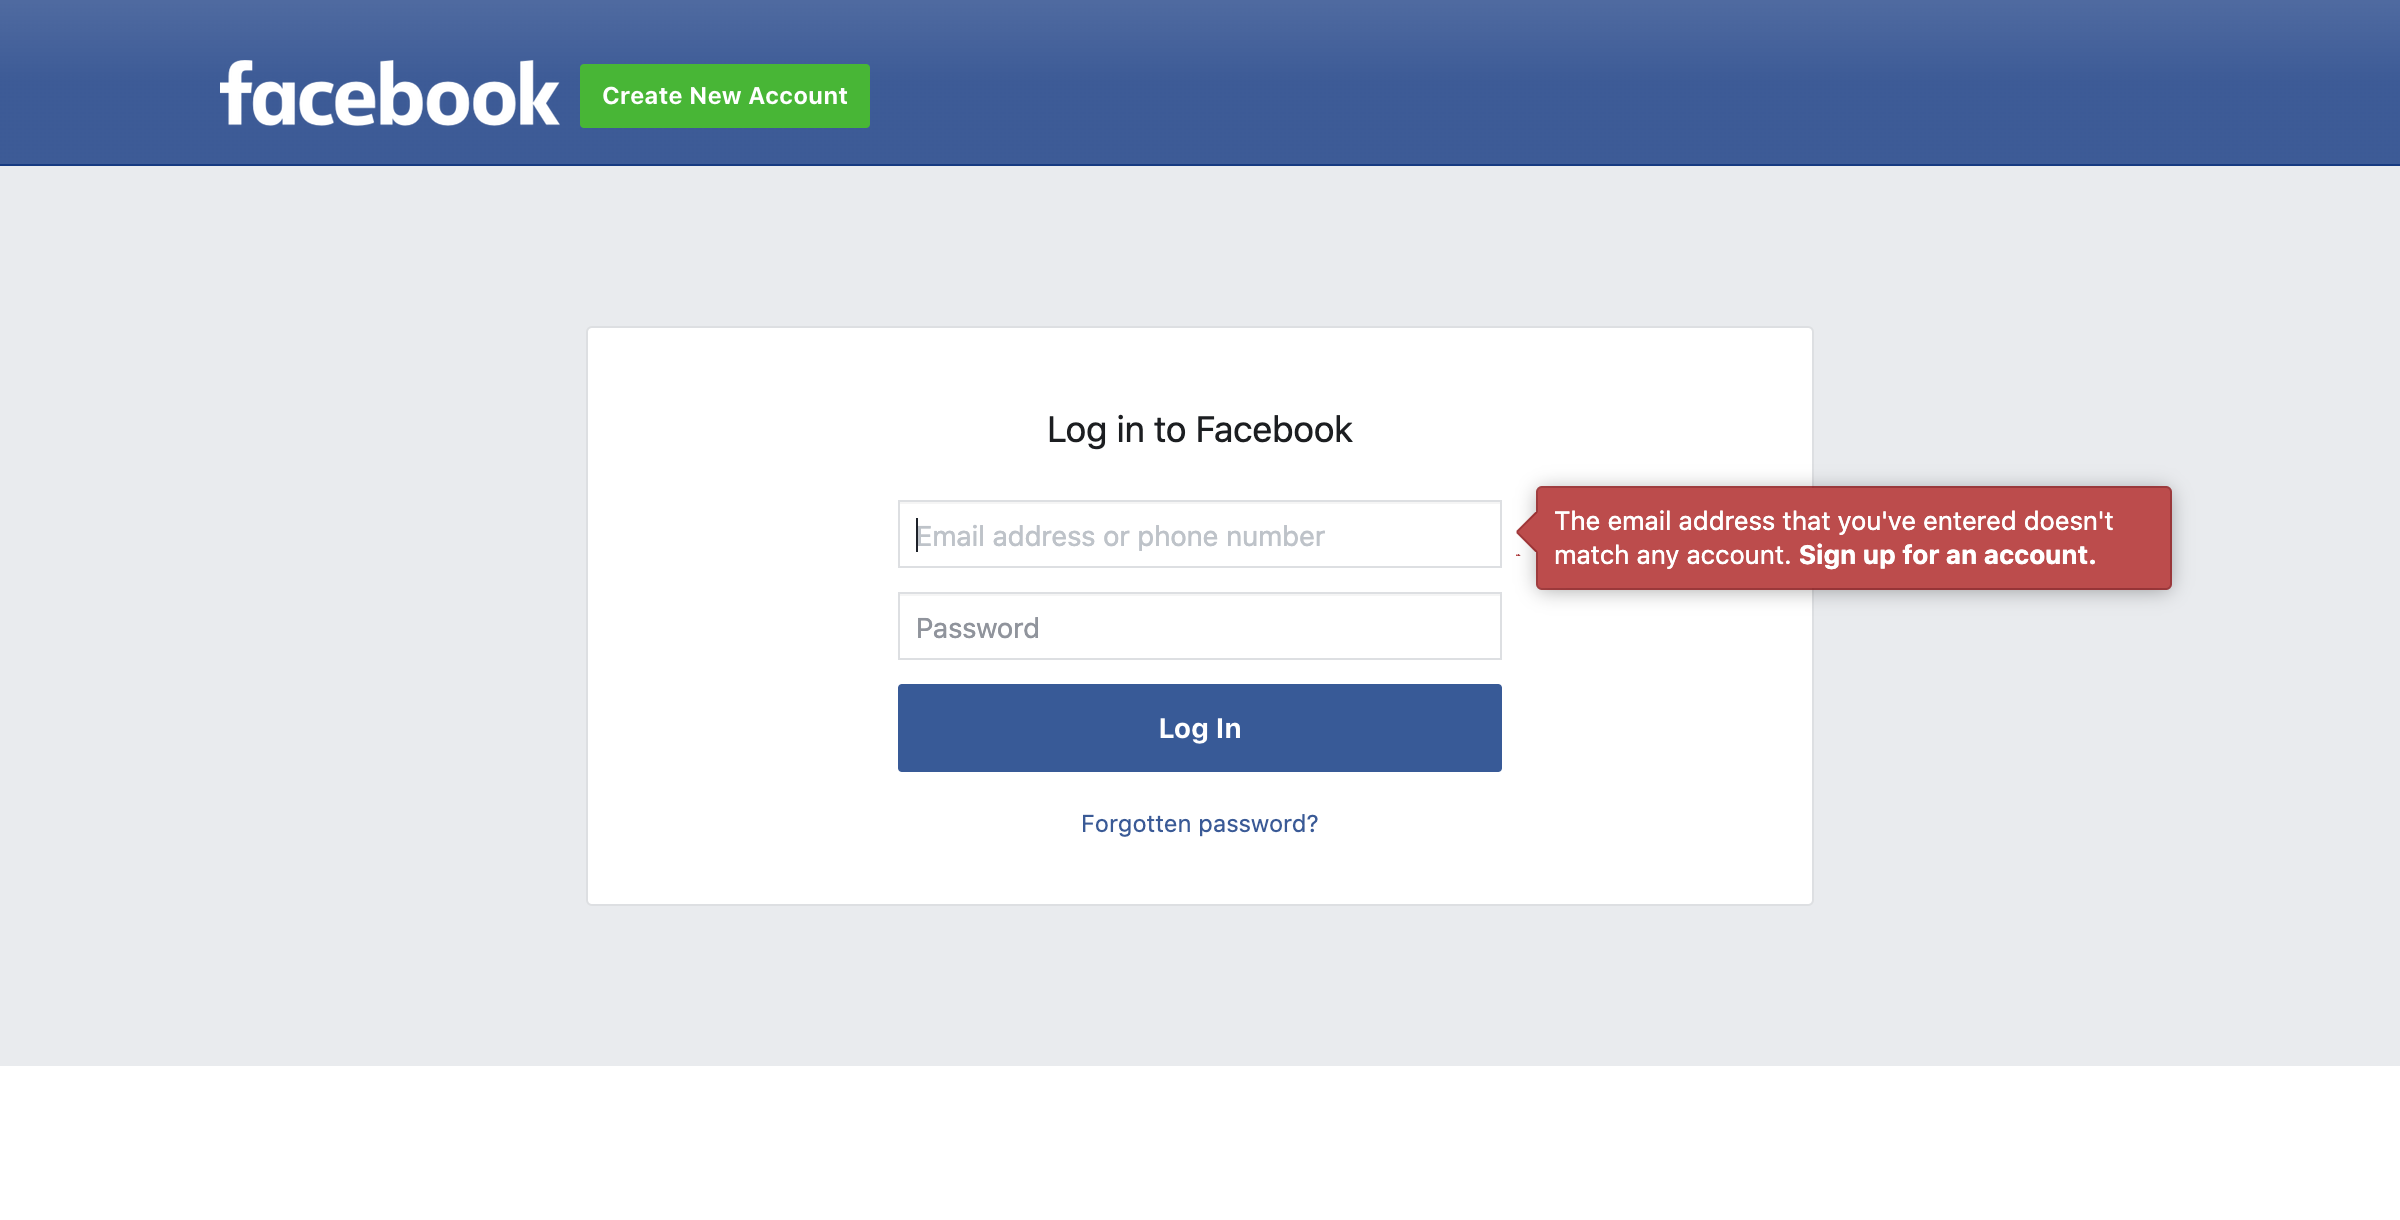 facebook
Create New Account
Log in to Facebook
Email address or phone number
The email address that you've entered doesn't
match any account. Sign up for an account.
Password
Log In
Forgotten password?